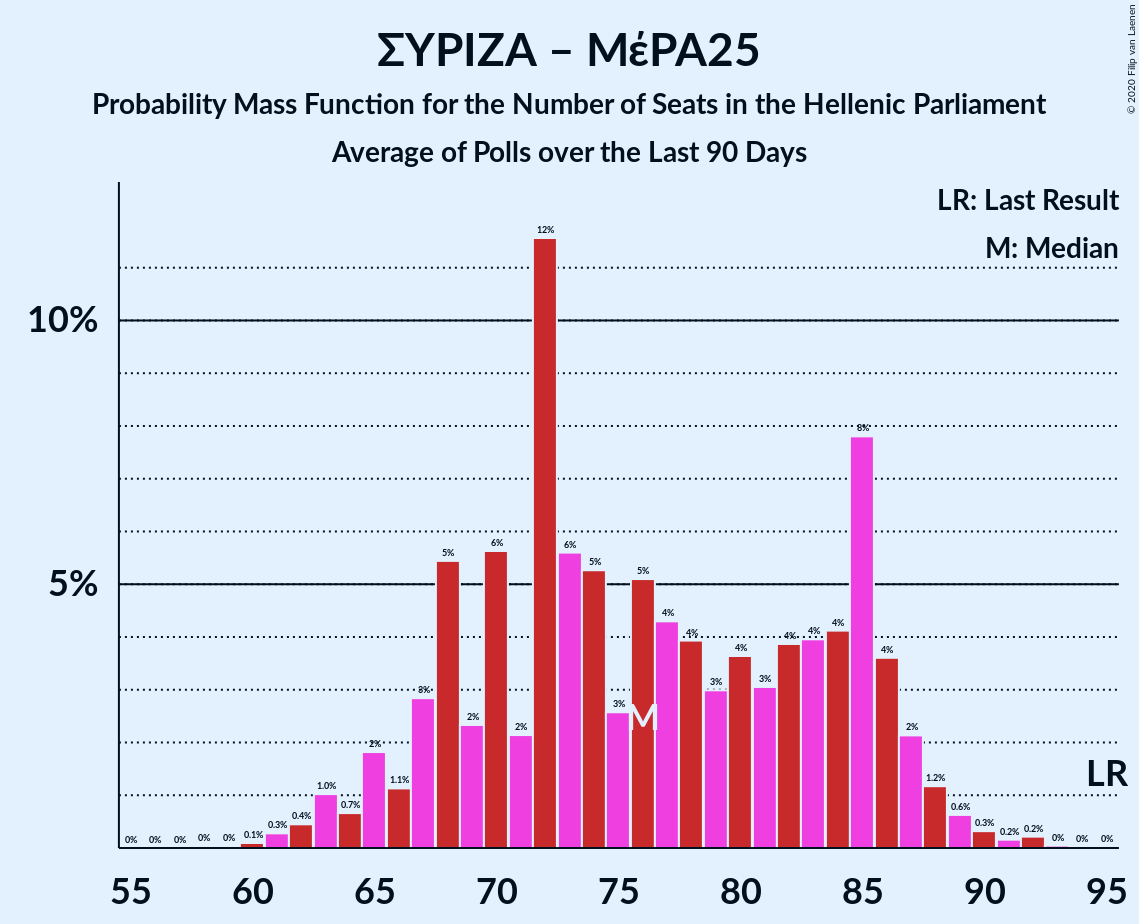 ΣΥΡΙΖΑ – ΜέΡΑ25
Probability Mass Function for the Number of Seats in the Hellenic Parliament
Average of Polls over the Last 90 Days
© 2020 Filip van Laenen
LR: Last Result
M: Median
10%
5%
0% 0% 0% 0% 0% 0.1% 0.3% 0.4% 1.0% 0.7% 2% 1.1% 3% 5% 2% 6% 2% 12% 6% 5% 3% 5% 4% 4% 3% 4% 3% 4% 4% 4% 8% 4% 2% 1.2% 0.6% 0.3% 0.2% 0.2% 0% 0% 0%
M
LR
55 60 65 70 75 80 85 90 95